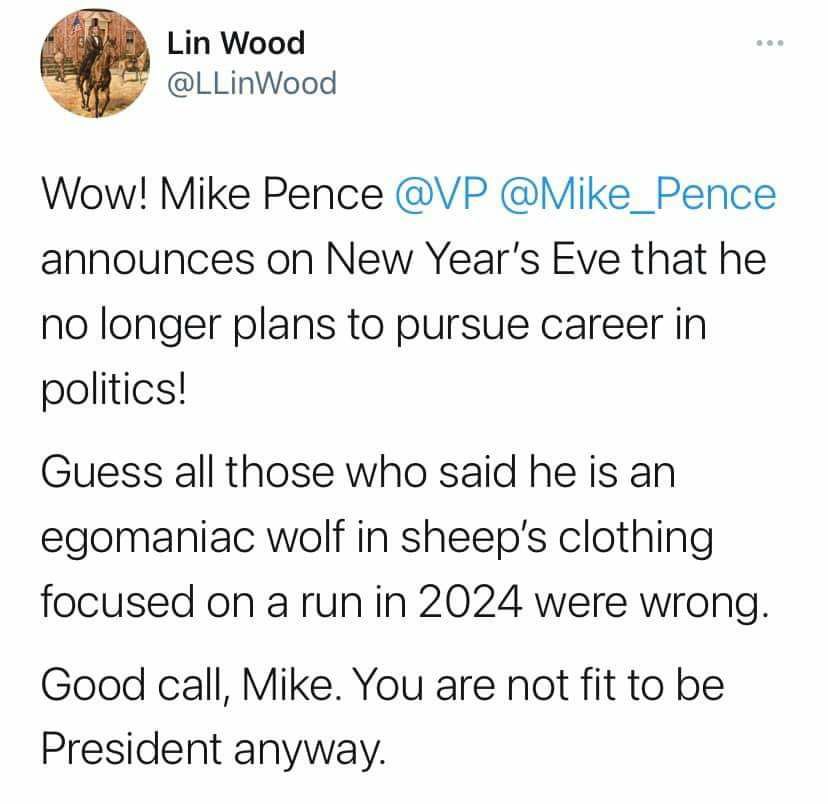 Lin Wood
@LLinWood
Wow! Mike Pence @VP @Mike_Pence
announces on New Year's Eve that he
no longer plans to pursue career in
politics!
Guess all those who said he is an
egomaniac wolf in sheep's clothing
focused on a run in 2024 were wrong.
Good call, Mike. You are not fit to be
President anyway.